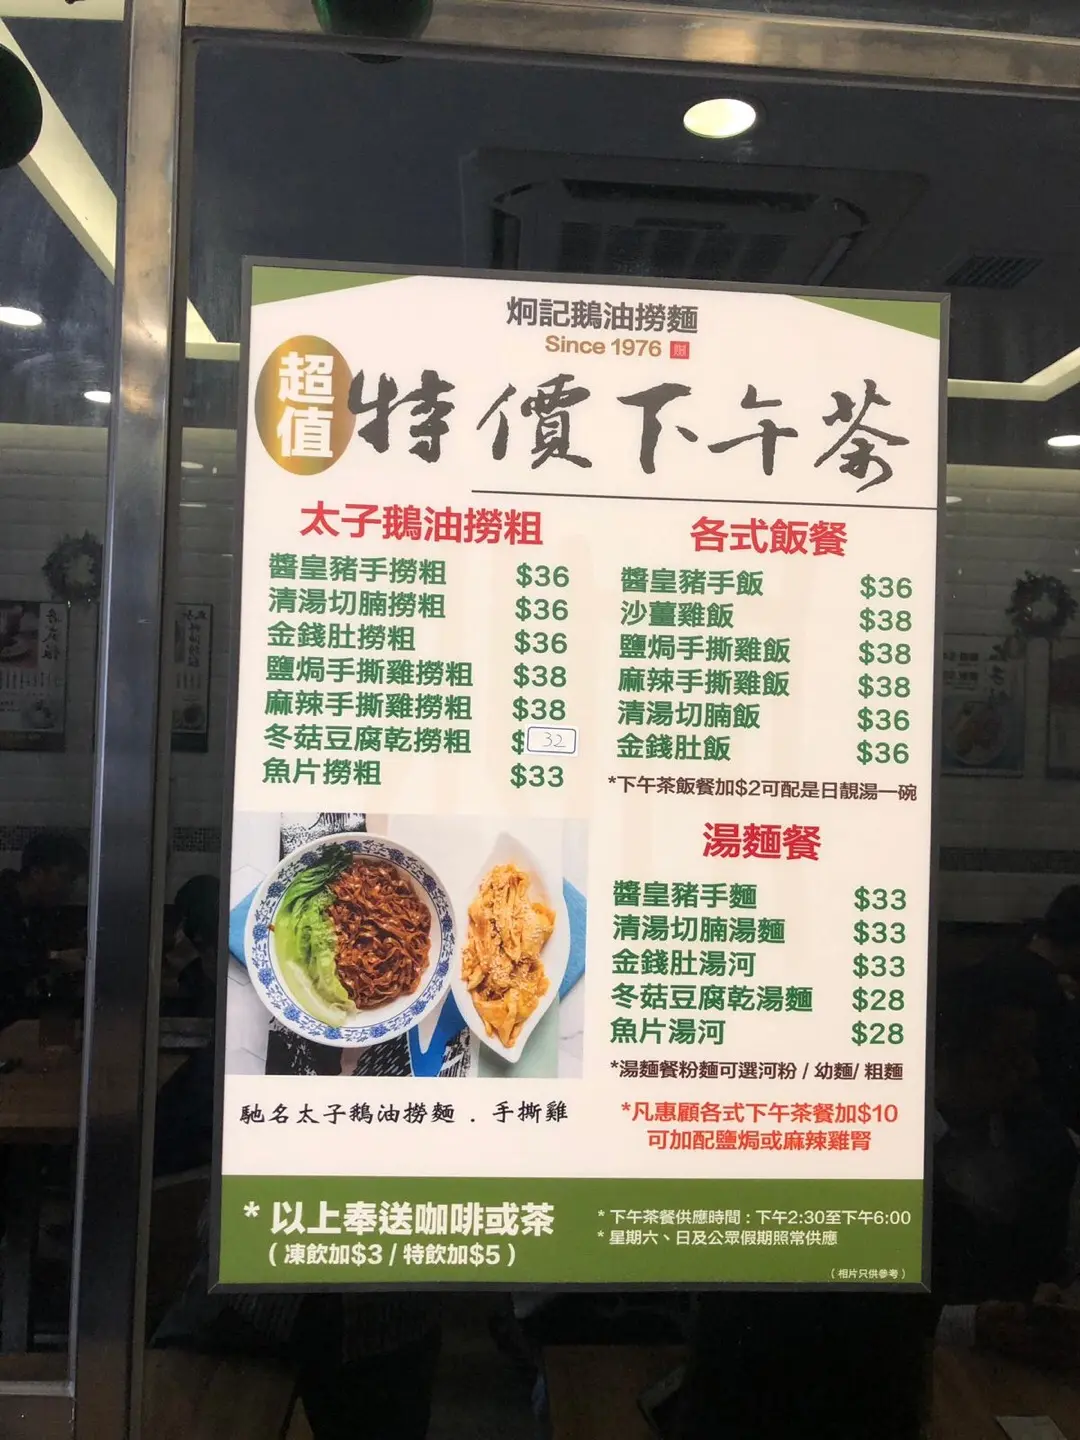 炯記鵝油撈麵
Since 1976
超值
特價下午茶
太子鵝油撈粗
醬皇豬手撈粗 $36
清湯切腩撈粗 $36
金錢肚撈粗 $36
鹽焗手撕雞撈粗 $38
麻辣手撕雞撈粗 $38
冬菇豆腐乾撈粗 $32
魚片撈粗 $33
馳名太子鵝油撈麵．手撕雞
各式飯餐
醬皇豬手飯 $36
沙薑雞飯 $38
鹽焗手撕雞飯 $38
麻辣手撕雞飯 $38
清湯切腩飯 $36
金錢肚飯 $36
*下午茶飯餐加$2可配是日靚湯一碗
湯麵餐
醬皇豬手麵 $33
清湯切腩湯麵 $33
金錢肚湯河 $33
冬菇豆腐乾湯麵 $28
魚片湯河 $28
*湯麵餐粉麵可選河粉 / 幼麵/ 粗麵
*凡惠顧各式下午茶餐加$10
可加配鹽焗或麻辣雞腎
* 以上奉送咖啡或茶
( 凍飲加$3 / 特飲加$5 )
* 下午茶餐供應時間 : 下午2:30至下午6:00
* 星期六、日及公眾假期照常供應
( 相片只供參考 )